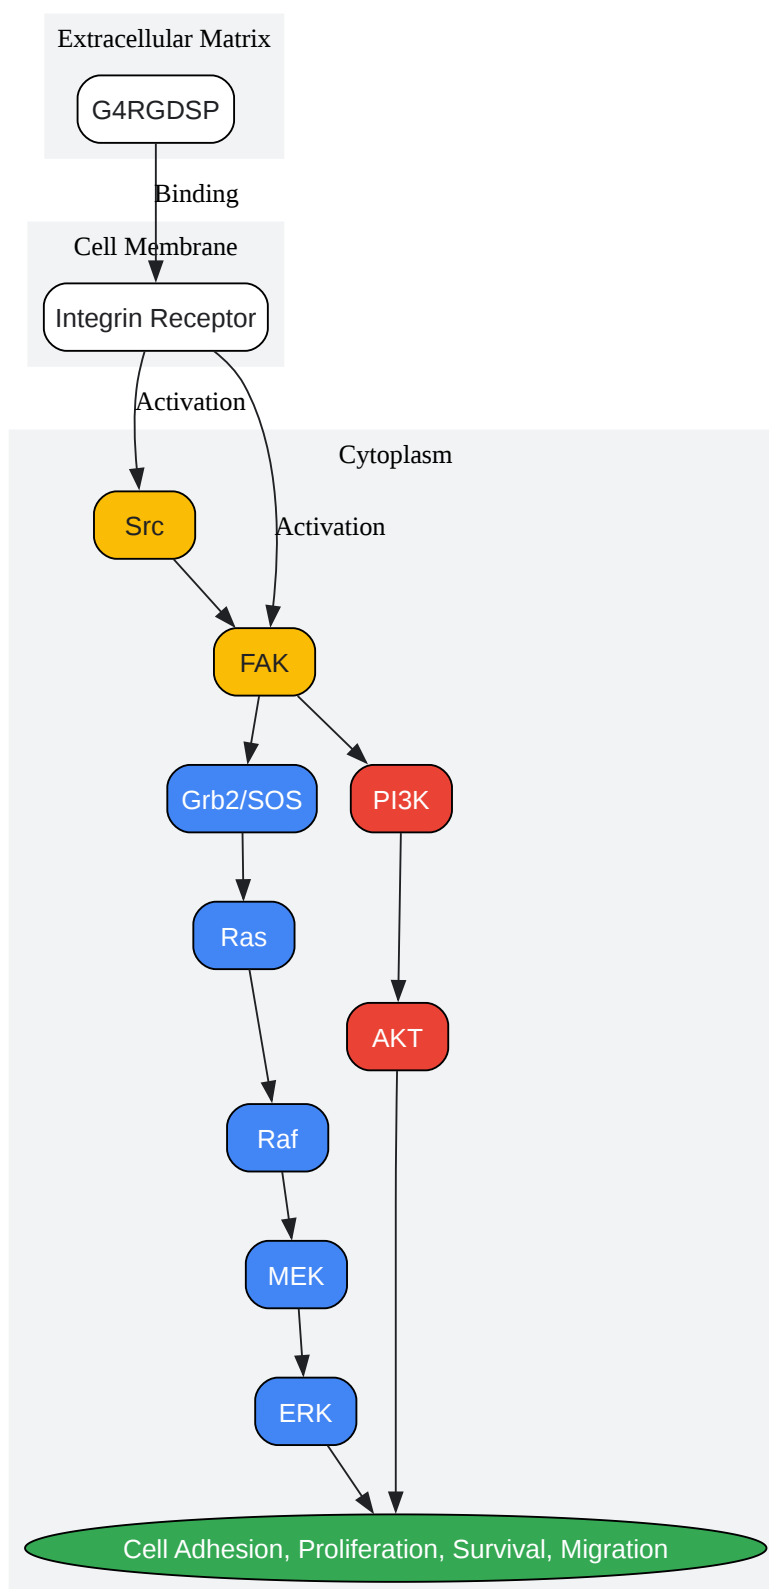 Extracellular Matrix
G4RGDSP
Binding
Cell Membrane
Integrin Receptor
Activation
Cytoplasm
Src
Activation
FAK
Grb2/SOS
PI3K
Ras
AKT
Raf
MEK
ERK
Cell Adhesion, Proliferation, Survival, Migration